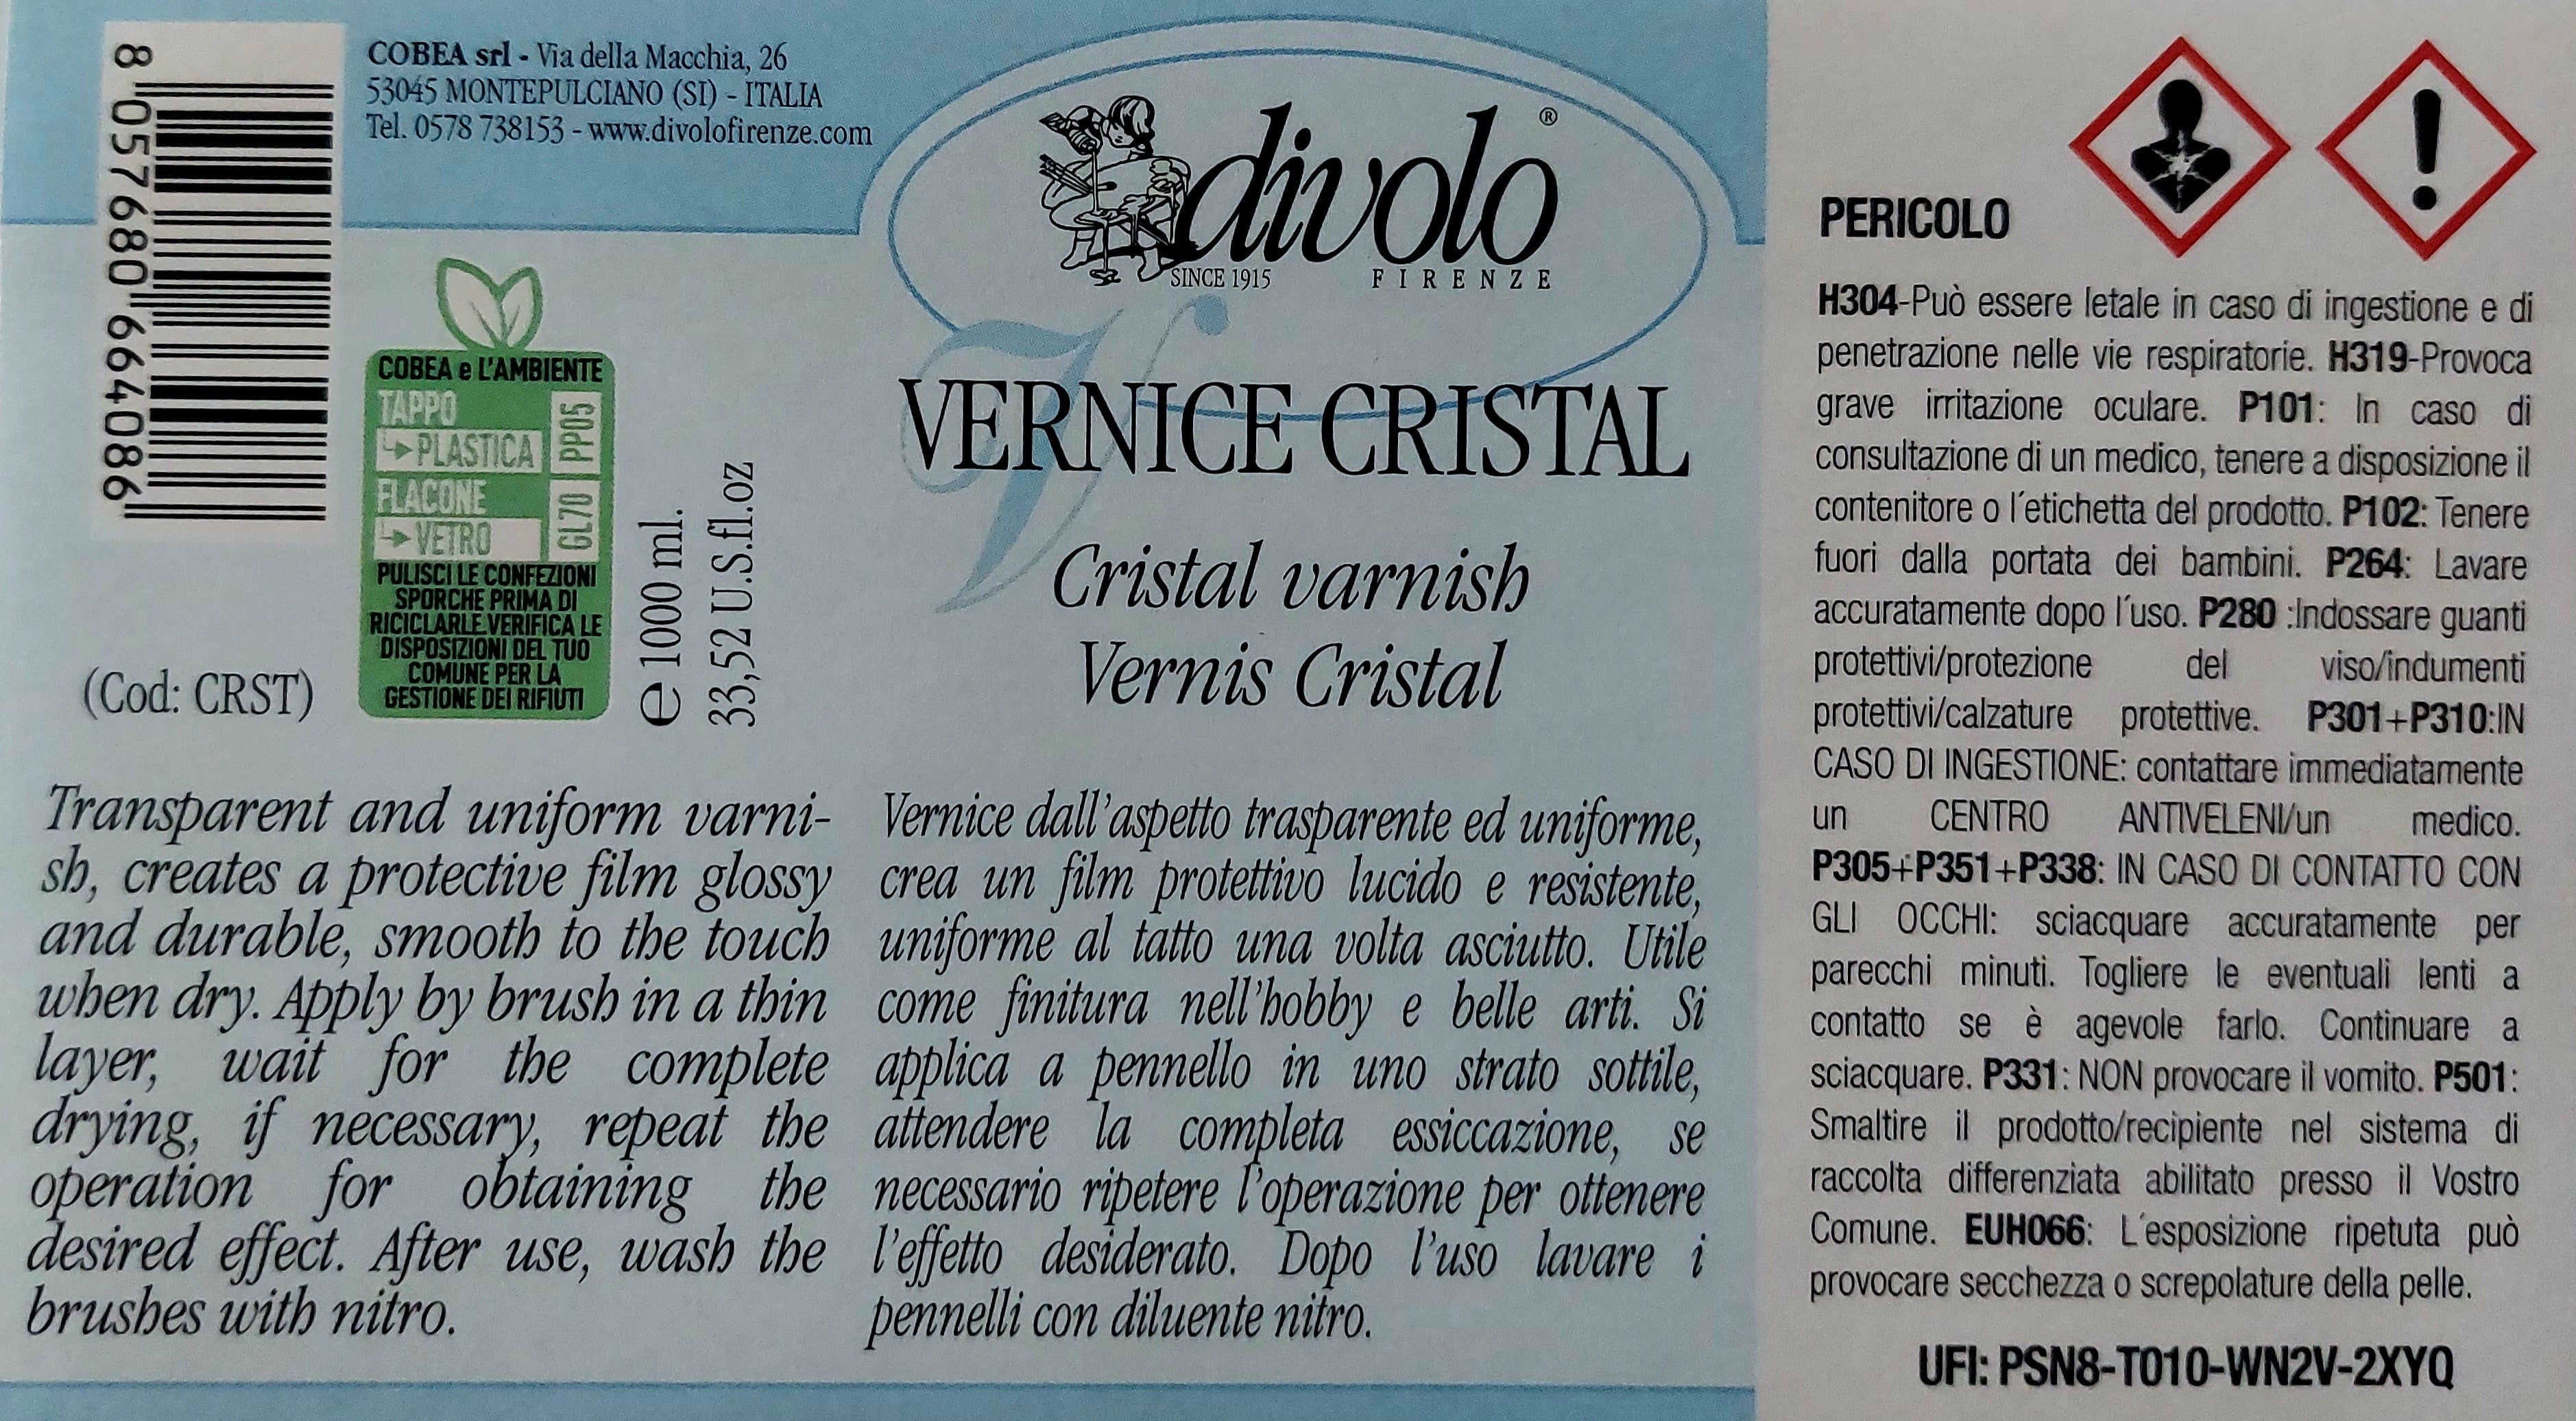 8 057680 664086
COBEA srl - Via della Macchia, 26
53045 MONTEPULCIANO (SI) - ITALIA
Tel. 0578 738153 - www.divolofirenze.com
COBEA e L'AMBIENTE
TAPPO
PLASTICA
PP05
FLACONE
VETRO
GL70
PULISCI LE CONFEZIONI
SPORCHE PRIMA DI
RICICLARLE.VERIFICA LE
DISPOSIZIONI DEL TUO
COMUNE PER LA
GESTIONE DEI RIFIUTI
(Cod: CRST)
e 1000 ml.
33,52 U.S.fl.oz
Transparent and uniform varni-
sh, creates a protective film glossy
and durable, smooth to the touch
when dry. Apply by brush in a thin
layer, wait for the complete
drying, if necessary, repeat the
operation for obtaining the
desired effect. After use, wash the
brushes with nitro.
divolo®
SINCE 1915 FIRENZE
V
VERNICE CRISTAL
Cristal varnish
Vernis Cristal
Vernice dall'aspetto trasparente ed uniforme,
crea un film protettivo lucido e resistente,
uniforme al tatto una volta asciutto. Utile
come finitura nell'hobby e belle arti. Si
applica a pennello in uno strato sottile,
attendere la completa essiccazione, se
necessario ripetere l'operazione per ottenere
l'effetto desiderato. Dopo l'uso lavare i
pennelli con diluente nitro.
PERICOLO
H304-Può essere letale in caso di ingestione e di
penetrazione nelle vie respiratorie. H319-Provoca
grave irritazione oculare. P101: In caso di
consultazione di un medico, tenere a disposizione il
contenitore o l´etichetta del prodotto. P102: Tenere
fuori dalla portata dei bambini. P264: Lavare
accuratamente dopo l´uso. P280 :Indossare guanti
protettivi/protezione del viso/indumenti
protettivi/calzature protettive. P301+P310:IN
CASO DI INGESTIONE: contattare immediatamente
un CENTRO ANTIVELENI/un medico.
P305+P351+P338: IN CASO DI CONTATTO CON
GLI OCCHI: sciacquare accuratamente per
parecchi minuti. Togliere le eventuali lenti a
contatto se è agevole farlo. Continuare a
sciacquare. P331: NON provocare il vomito. P501:
Smaltire il prodotto/recipiente nel sistema di
raccolta differenziata abilitato presso il Vostro
Comune. EUH066: L´esposizione ripetuta può
provocare secchezza o screpolature della pelle.
UFI: PSN8-T010-WN2V-2XYQ